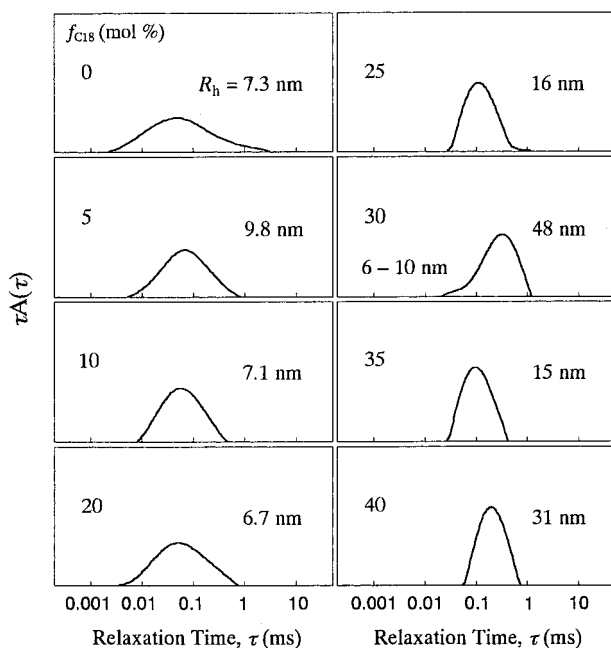 f_C18 (mol %)
0
R_h = 7.3 nm
25
16 nm
5
9.8 nm
30
48 nm
6 – 10 nm
10
7.1 nm
35
15 nm
20
6.7 nm
40
31 nm
τA(τ)
0.001 0.01 0.1 1 10
0.001 0.01 0.1 1 10
Relaxation Time, τ (ms)
Relaxation Time, τ (ms)